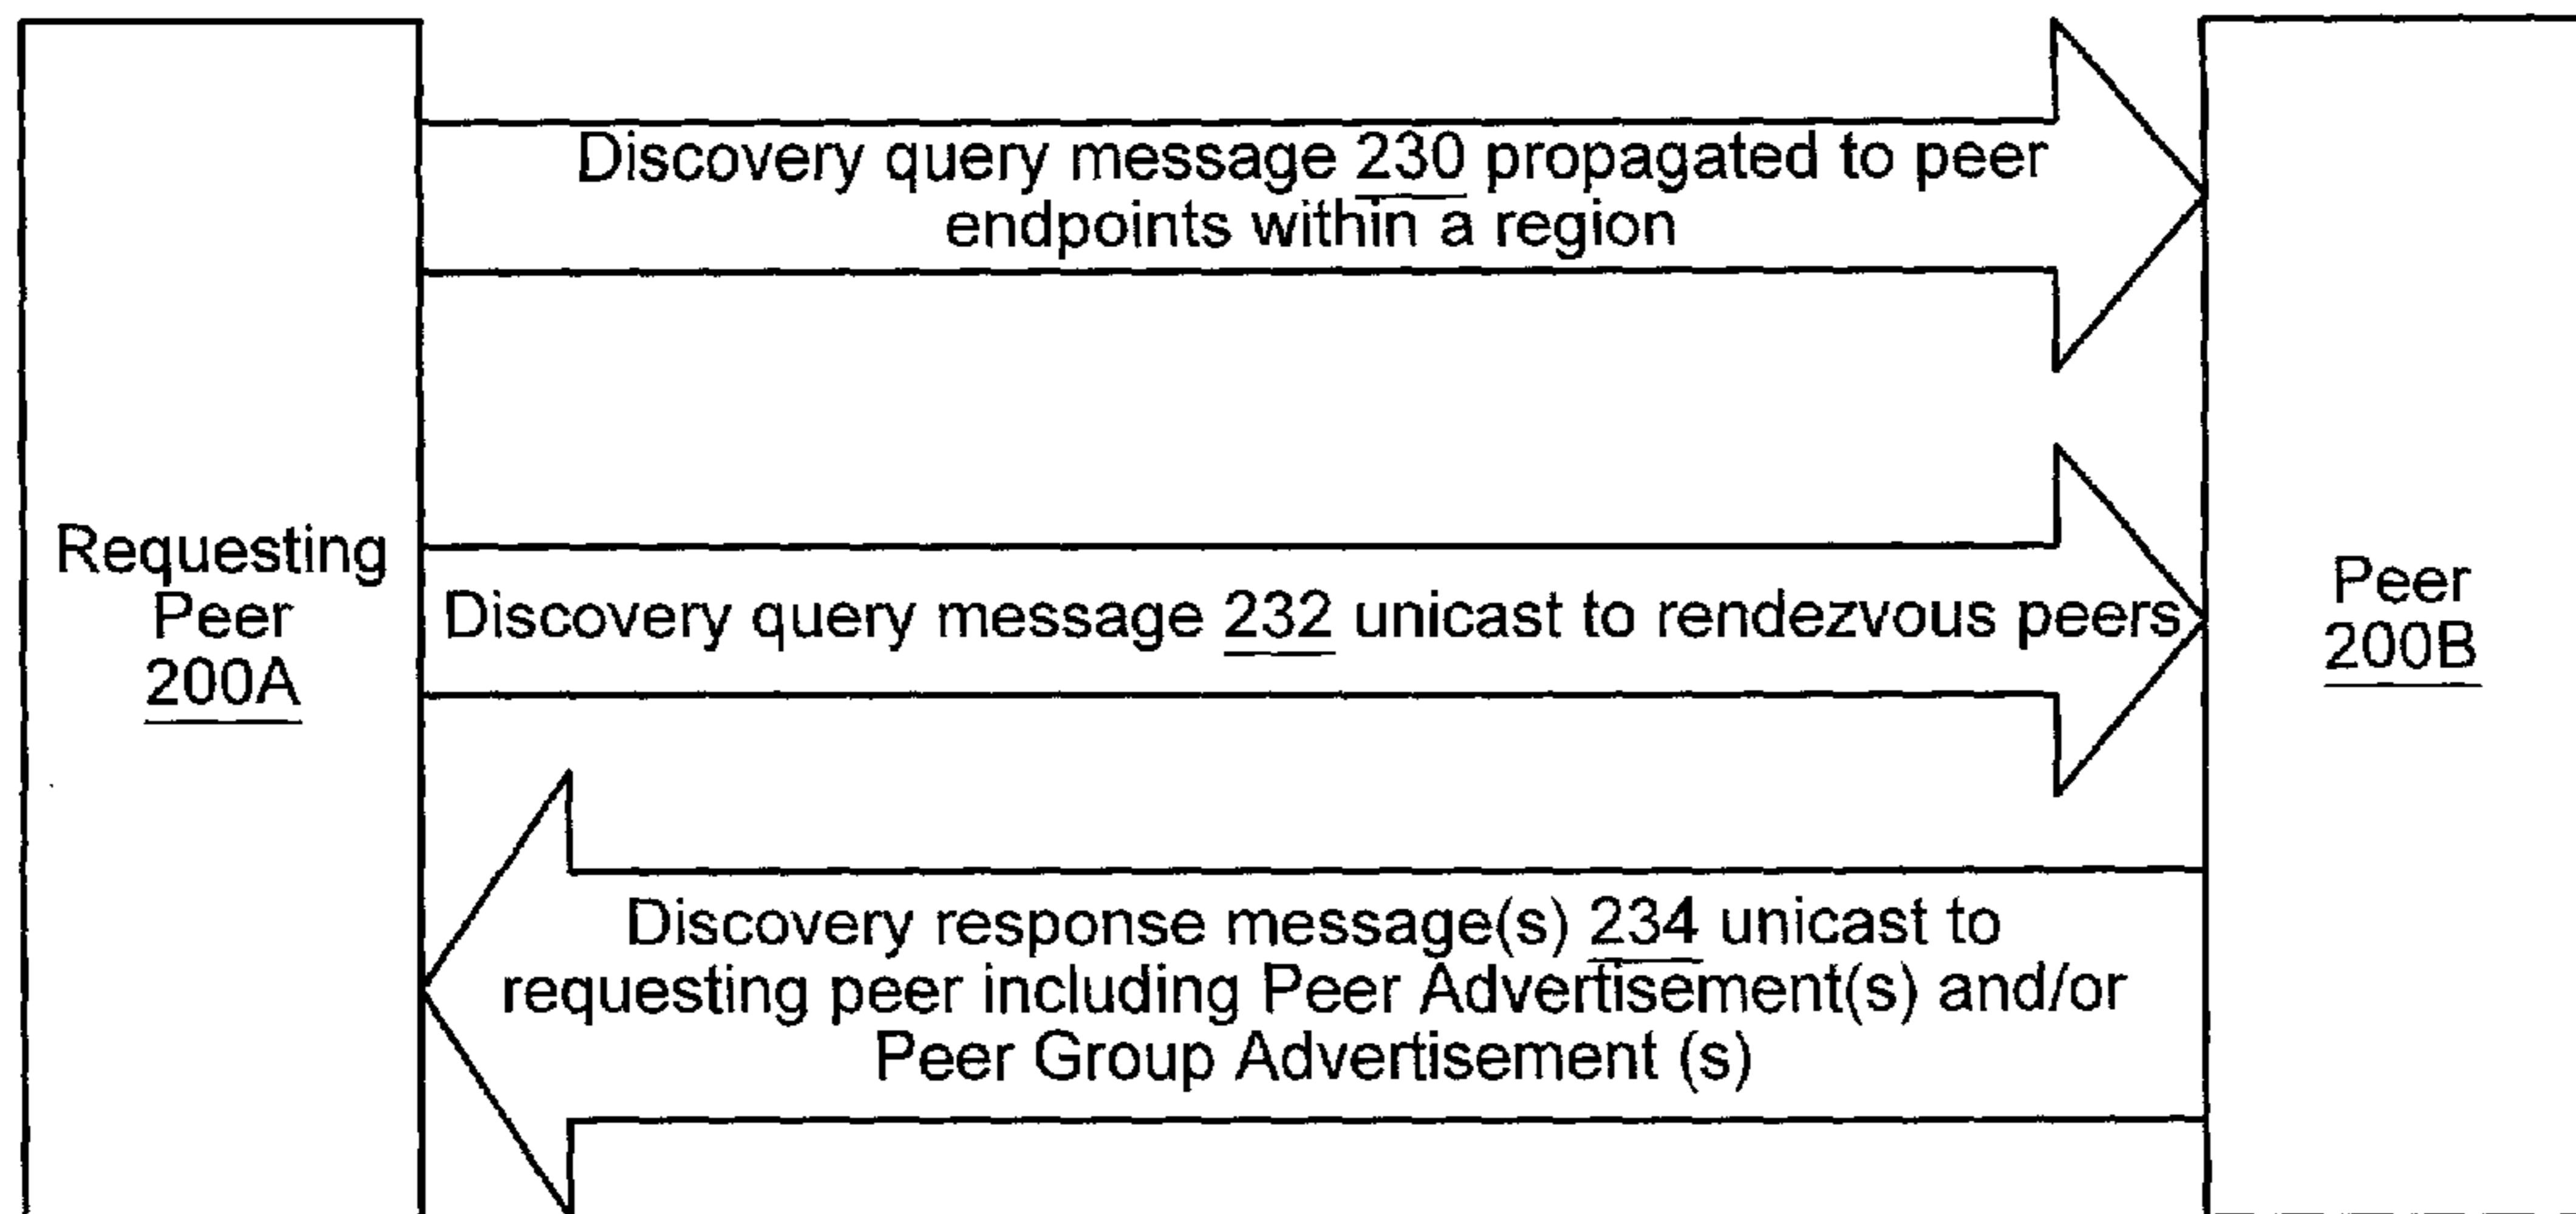 Discovery query message 230 propagated to peer
endpoints within a region
Requesting
Peer
200A
Discovery query message 232 unicast to rendezvous peers
Peer
200B
Discovery response message(s) 234 unicast to
requesting peer including Peer Advertisement(s) and/or
Peer Group Advertisement (s)